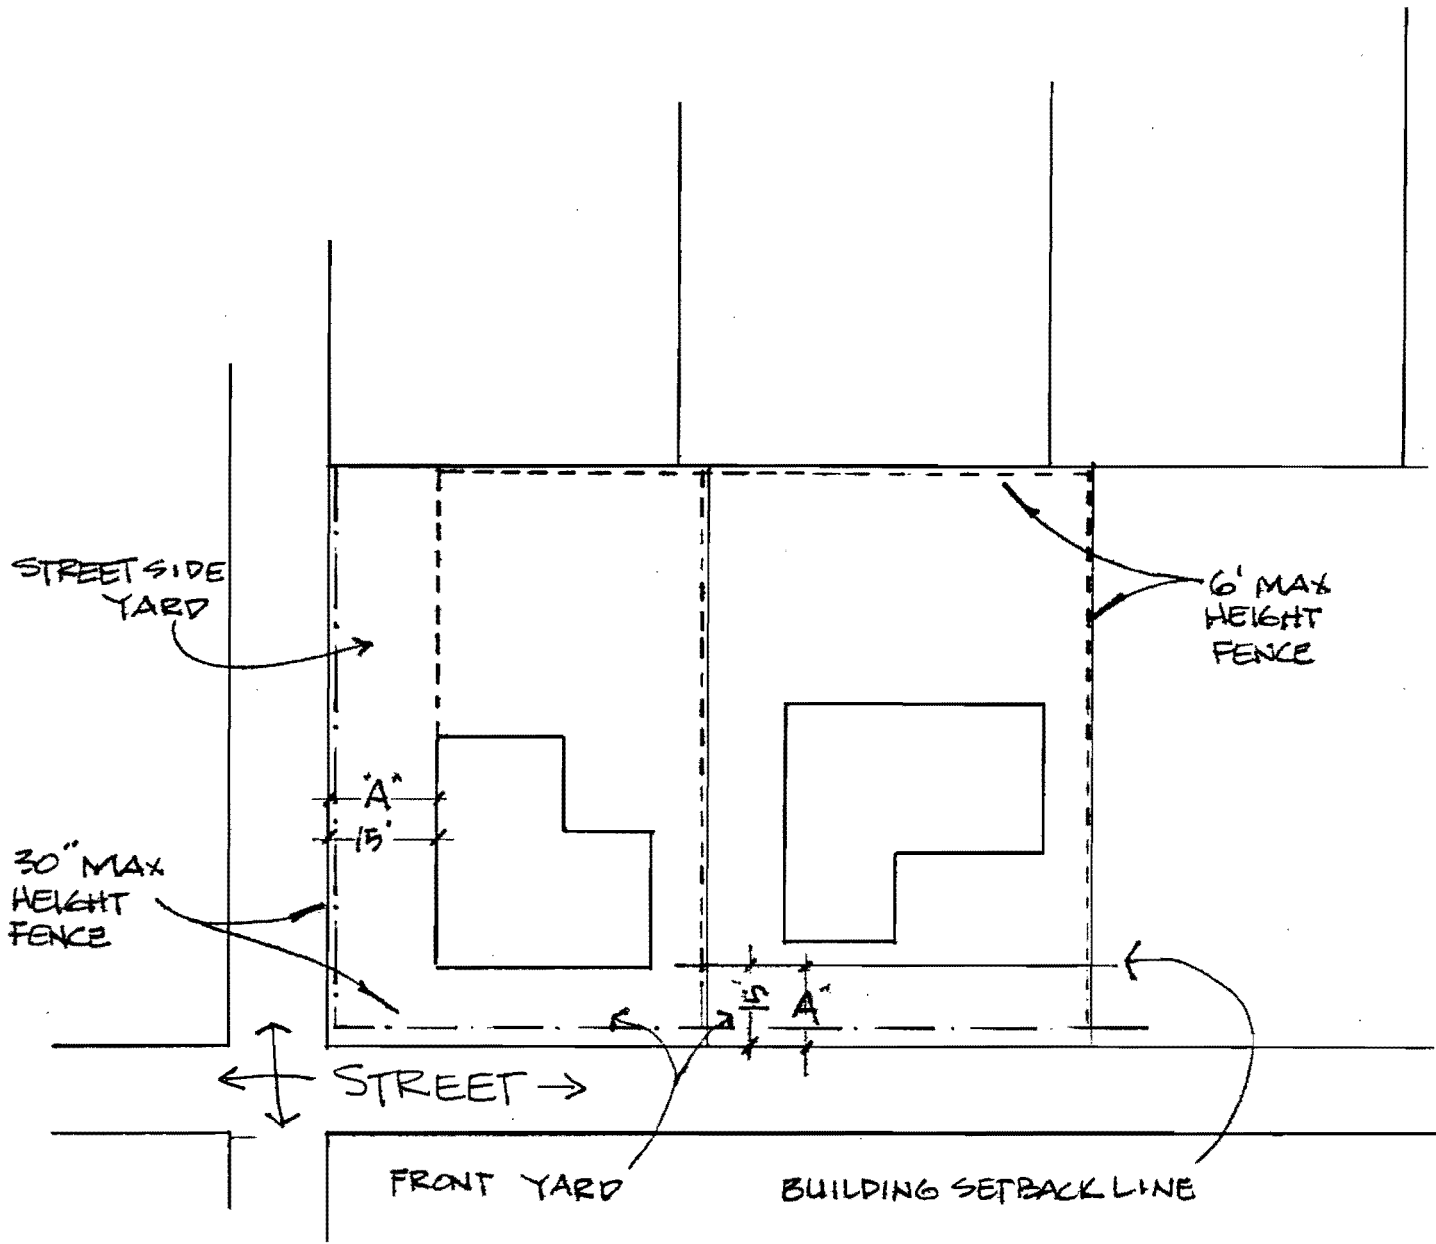 STREET SIDE
YARD
6' MAX
HEIGHT
FENCE
"A"
15'
30" MAX
HEIGHT
FENCE
15'
A"
STREET
FRONT YARD
BUILDING SETBACK LINE